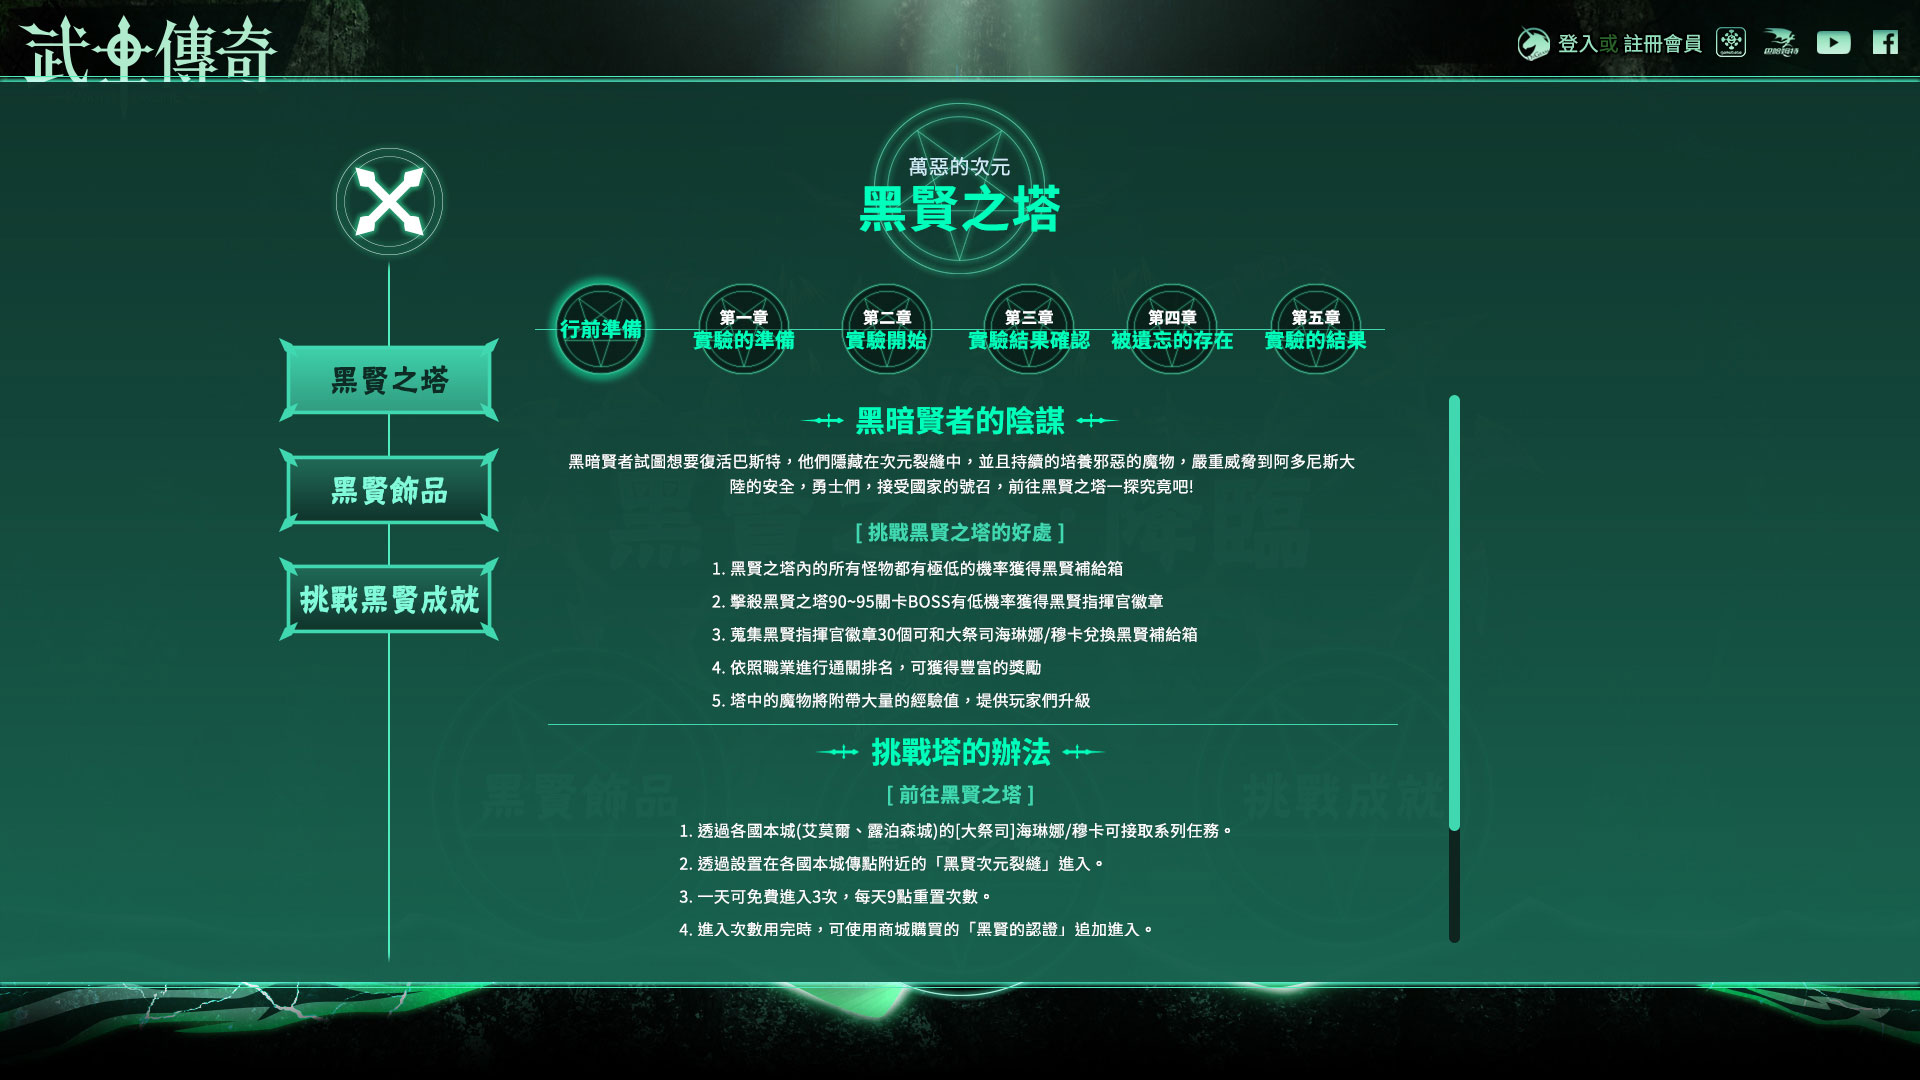 武士傳奇
登入或 註冊會員
巴哈姆特
萬惡的次元
黑賢之塔
行前準備
第一章
實驗的準備
第二章
實驗開始
第三章
實驗結果確認
第四章
被遺忘的存在
第五章
實驗的結果
黑賢之塔
黑賢飾品
挑戰黑賢成就
黑暗賢者的陰謀
黑暗賢者試圖想要復活巴斯特，他們隱藏在次元裂縫中，並且持續的培養邪惡的魔物，嚴重威脅到阿多尼斯大
陸的安全，勇士們，接受國家的號召，前往黑賢之塔一探究竟吧!
[ 挑戰黑賢之塔的好處 ]
1. 黑賢之塔內的所有怪物都有極低的機率獲得黑賢補給箱
2. 擊殺黑賢之塔90~95關卡BOSS有低機率獲得黑賢指揮官徽章
3. 蒐集黑賢指揮官徽章30個可和大祭司海琳娜/穆卡兌換黑賢補給箱
4. 依照職業進行通關排名，可獲得豐富的獎勵
5. 塔中的魔物將附帶大量的經驗值，堤供玩家們升級
挑戰塔的辦法
[ 前往黑賢之塔 ]
1. 透過各國本城(艾莫爾、露泊森城)的[大祭司]海琳娜/穆卡可接取系列任務。
2. 透過設置在各國本城傳點附近的「黑賢次元裂縫」進入。
3. 一天可免費進入3次，每天9點重置次數。
4. 進入次數用完時，可使用商城購買的「黑賢的認證」追加進入。
黑賢飾品
挑戰成就